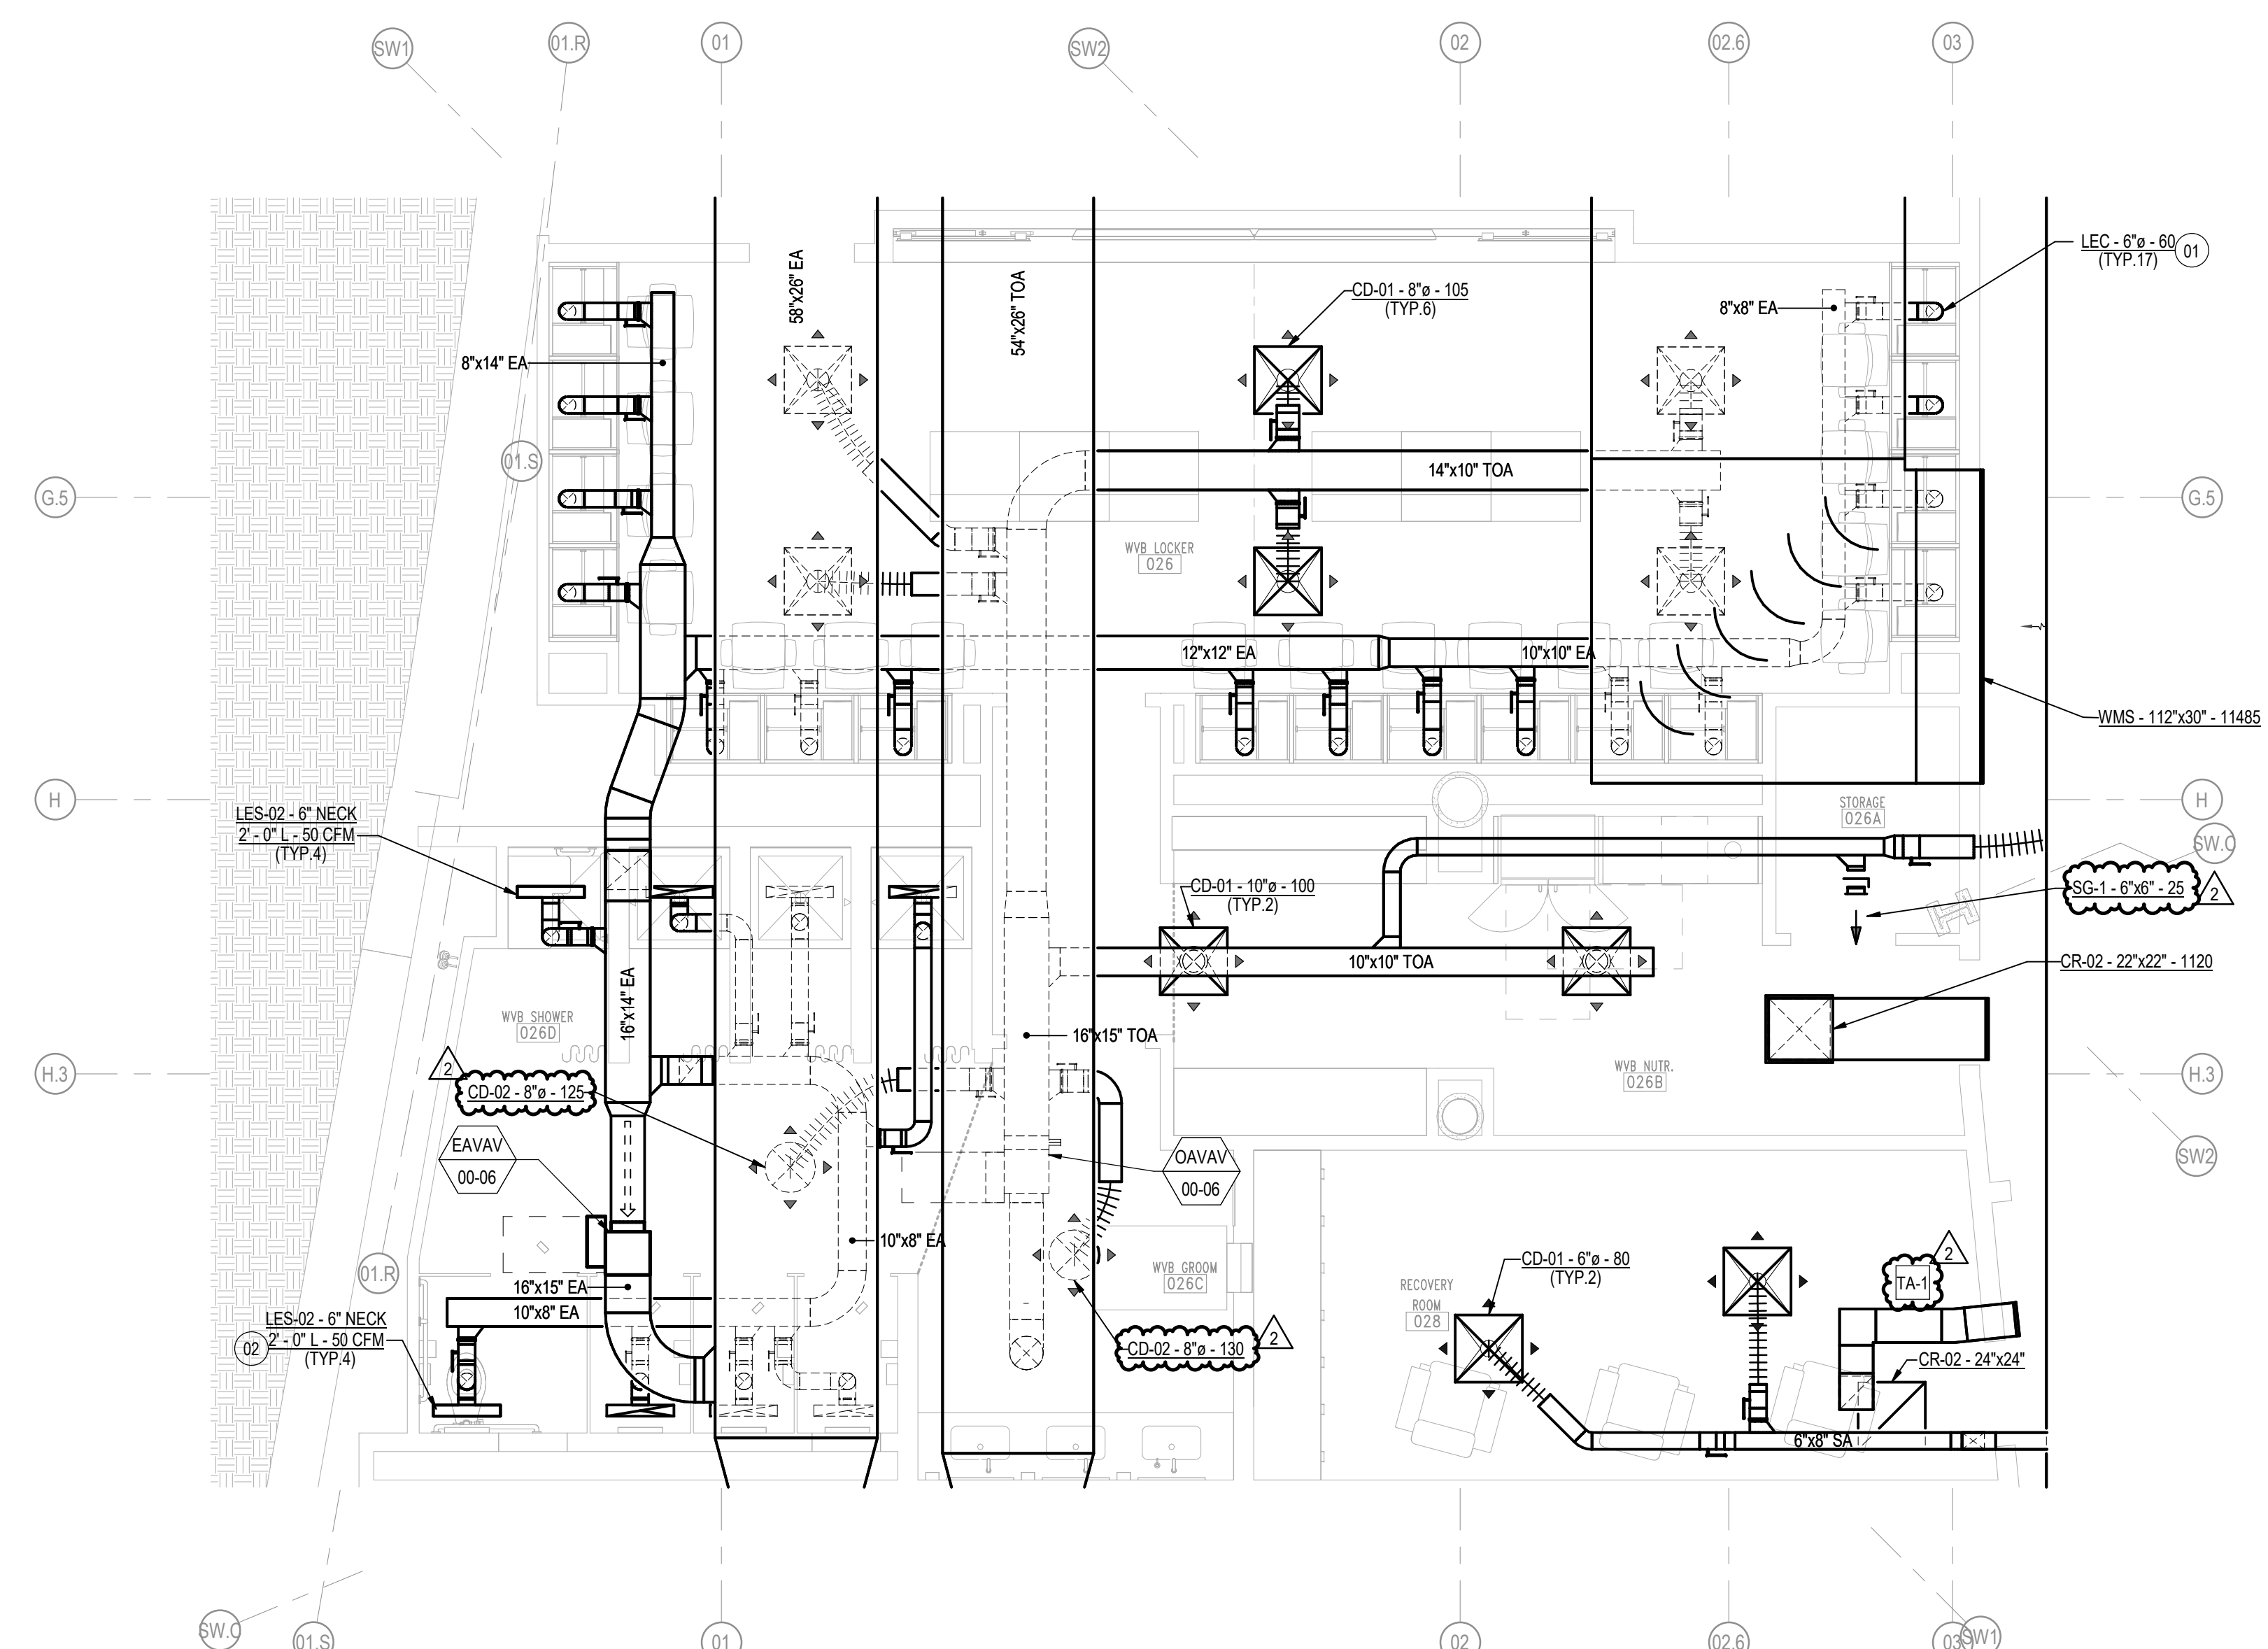 SW1
01.R
01
SW2
02
02.6
03
LEC - 6"ø - 60
(TYP.17)
01
58"x26" EA
54"x26" TOA
CD-01 - 8"ø - 105
(TYP.6)
8"x8" EA
8"x14" EA
01.S
14"x10" TOA
G.5
G.5
WVB LOCKER
026
12"x12" EA
10"x10" EA
WMS - 112"x30" - 11485
H
H
STORAGE
026A
SW.C
LES-02 - 6" NECK
2' - 0" L - 50 CFM
(TYP.4)
CD-01 - 10"ø - 100
(TYP.2)
SG-1 - 6"x6" - 25
2
10"x10" TOA
CR-02 - 22"x22" - 1120
16"x14" EA
WVB SHOWER
026D
16"x15" TOA
H.3
H.3
2
CD-02 - 8"ø - 125
WVB NUTR.
026B
EAVAV
00-06
OAVAV
00-06
SW2
10"x8" EA
01.R
WVB GROOM
026C
16"x15" EA
10"x8" EA
CD-01 - 6"ø - 80
(TYP.2)
RECOVERY
ROOM
028
2
TA-1
LES-02 - 6" NECK
2' - 0" L - 50 CFM
(TYP.4)
02
CD-02 - 8"ø - 130
2
CR-02 - 24"x24"
6"x8" SA
SW.C
01.S
01
02
02.6
03
SW1